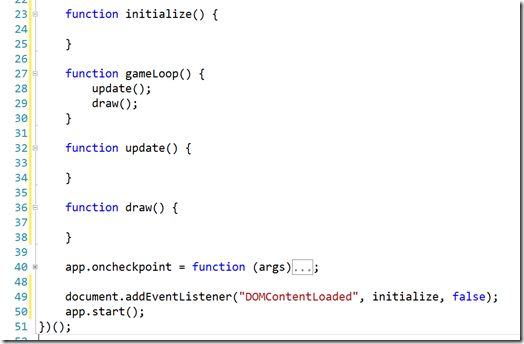 22
23 function initialize() {
24
25 }
26
27 function gameLoop() {
28 update();
29 draw();
30 }
31
32 function update() {
33
34 }
35
36 function draw() {
37
38 }
39
40 app.oncheckpoint = function (args)...;
48
49 document.addEventListener("DOMContentLoaded", initialize, false);
50 app.start();
51 })();
52